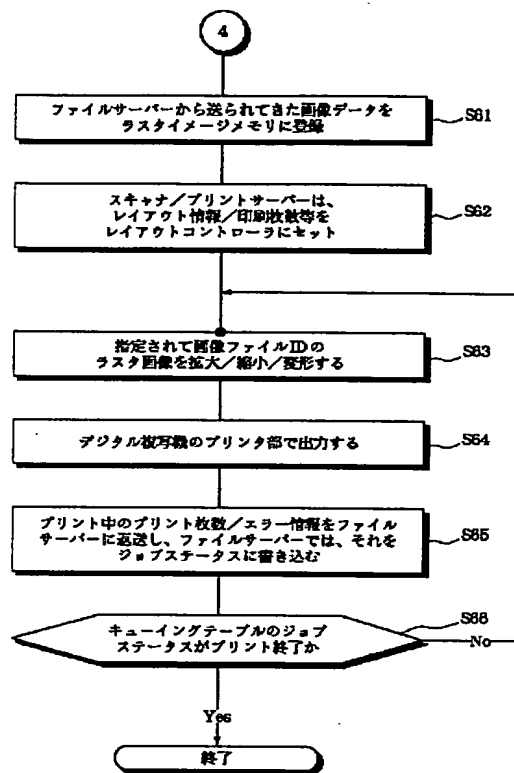 4
ファイルサーバーから送られてきた画像データを
ラスタイメージメモリに登録
S61
スキャナ／プリントサーバーは、
レイアウト情報／印刷枚数等を
レイアウトコントローラにセット
S62
指定されて画像ファイルIDの
ラスタ画像を拡大／縮小／変形する
S63
デジタル複写機のプリンタ部で出力する
S64
プリント中のプリント枚数／エラー情報をファイル
サーバーに返送し、ファイルサーバーでは、それを
ジョブステータスに書き込む
S65
キューイングテーブルのジョブ
ステータスがプリント終了か
S66
No
Yes
終了